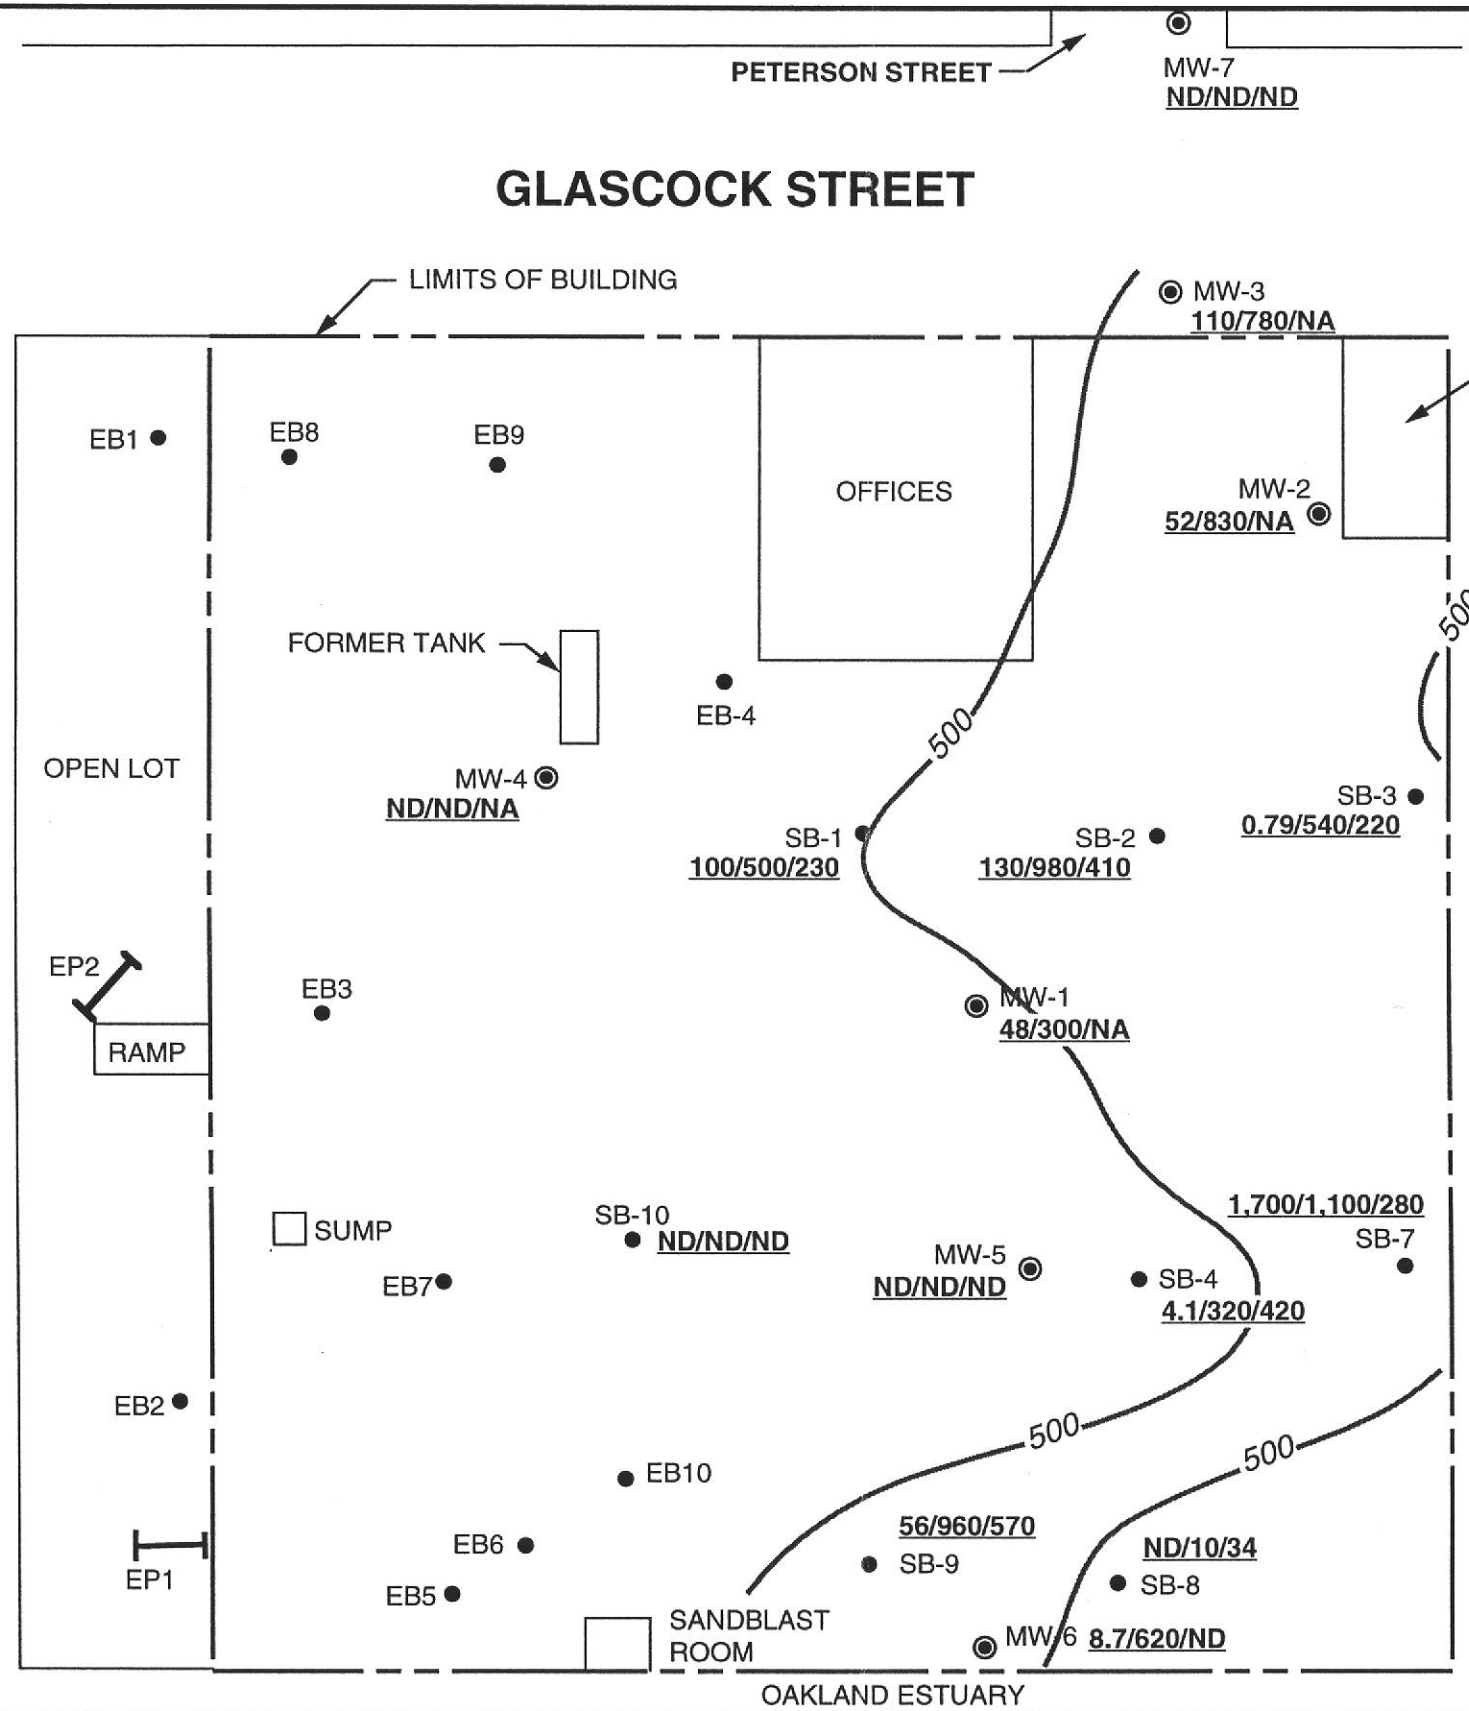 PETERSON STREET
MW-7
ND/ND/ND
GLASCOCK STREET
LIMITS OF BUILDING
MW-3
110/780/NA
EB1
EB8
EB9
OFFICES
MW-2
52/830/NA
500
FORMER TANK
EB-4
500
OPEN LOT
MW-4
ND/ND/NA
SB-1
100/500/230
SB-2
130/980/410
SB-3
0.79/540/220
EP2
RAMP
EB3
MW-1
48/300/NA
SUMP
SB-10
ND/ND/ND
EB7
MW-5
ND/ND/ND
SB-4
4.1/320/420
1,700/1,100/280
SB-7
EB2
500
500
EB10
EB6
EB5
EP1
56/960/570
SB-9
ND/10/34
SB-8
SANDBLAST
ROOM
MW-6 8.7/620/ND
OAKLAND ESTUARY